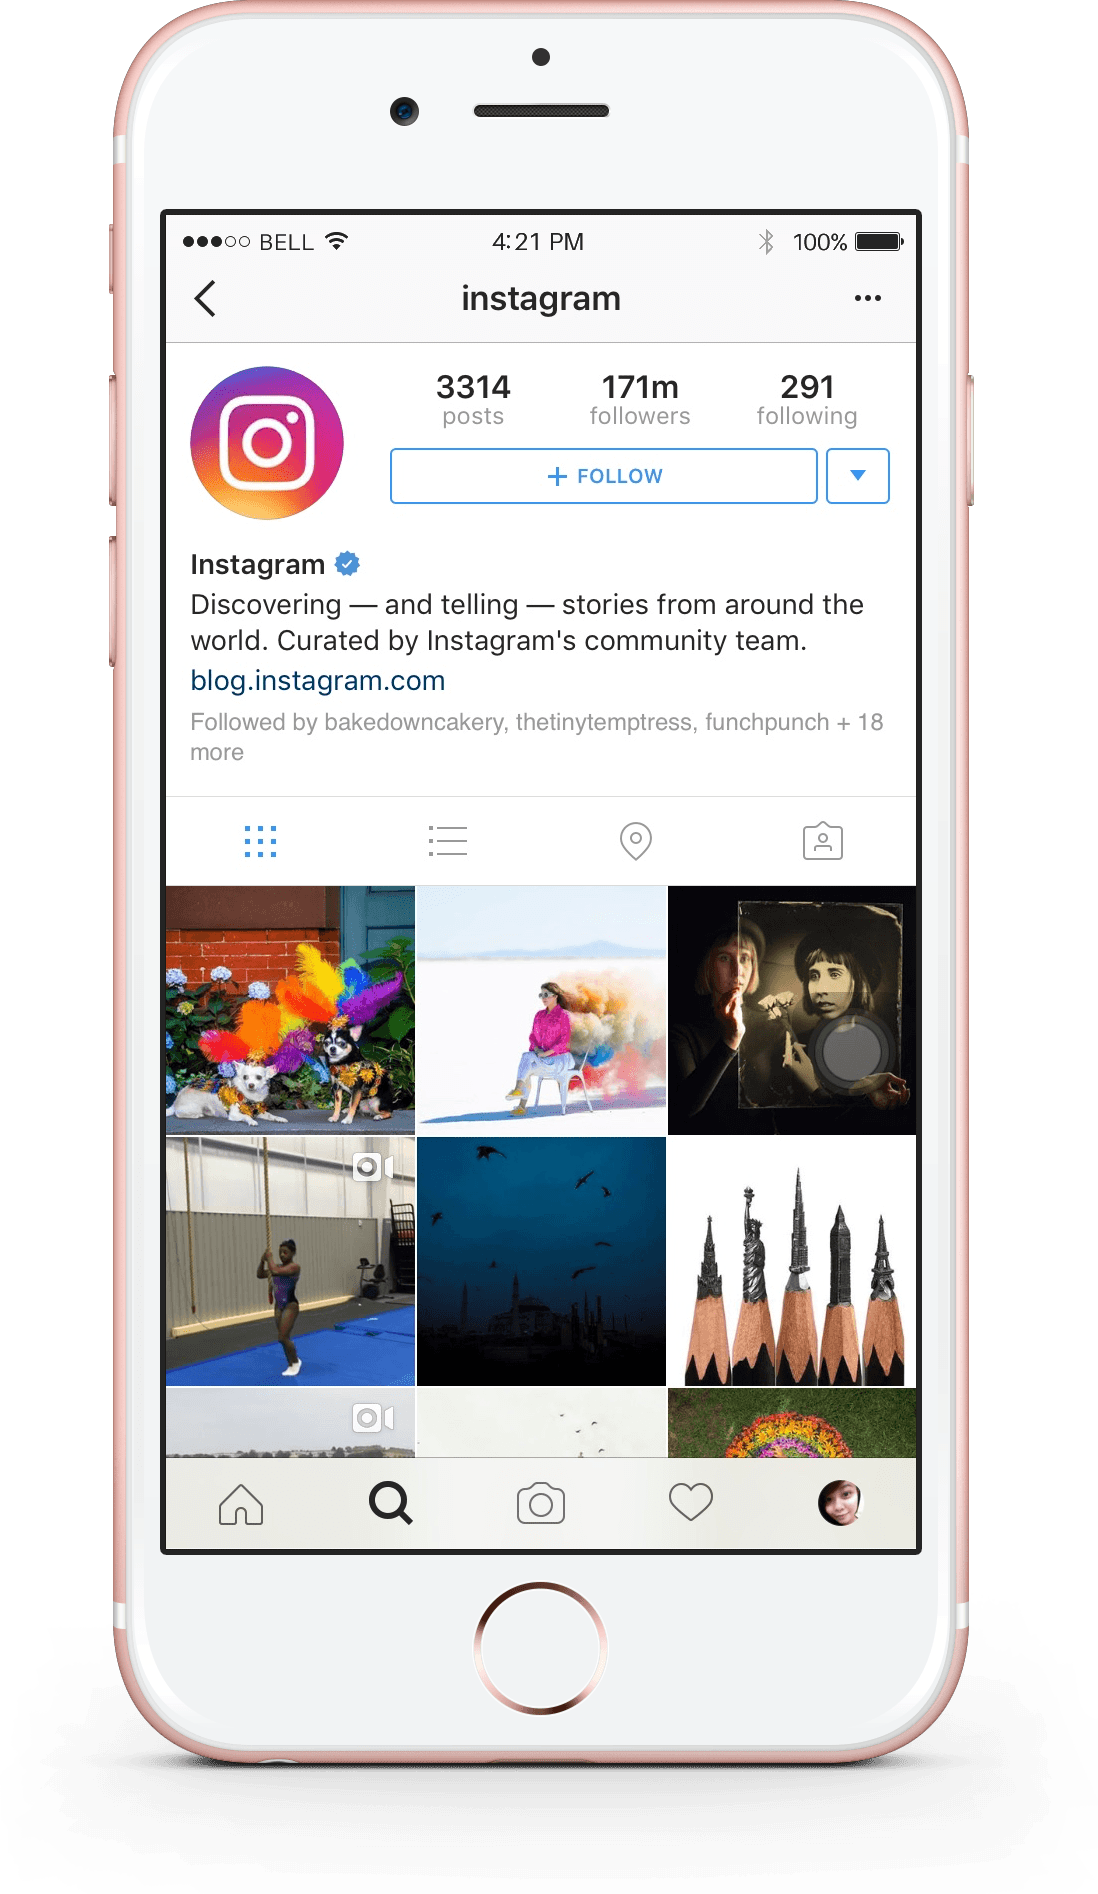 BELL 4:21 PM 100%
instagram
3314 171m 291
posts followers following
+ FOLLOW
Instagram
Discovering — and telling — stories from around the
world. Curated by Instagram's community team.
blog.instagram.com
Followed by bakedowncakery, thetinytemptress, funchpunch + 18
more